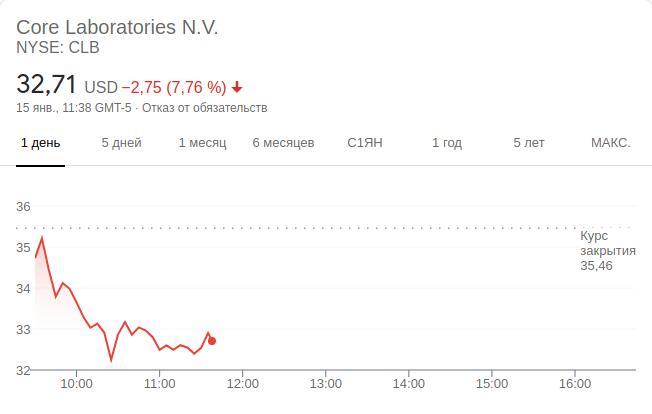 Core Laboratories N.V.
NYSE: CLB
32,71 USD −2,75 (7,76 %)
15 янв., 11:38 GMT-5 · Отказ от обязательств
1 день 5 дней 1 месяц 6 месяцев С1ЯН 1 год 5 лет МАКС.
36
Курс
закрытия
35,46
35
34
33
32
10:00 11:00 12:00 13:00 14:00 15:00 16:00